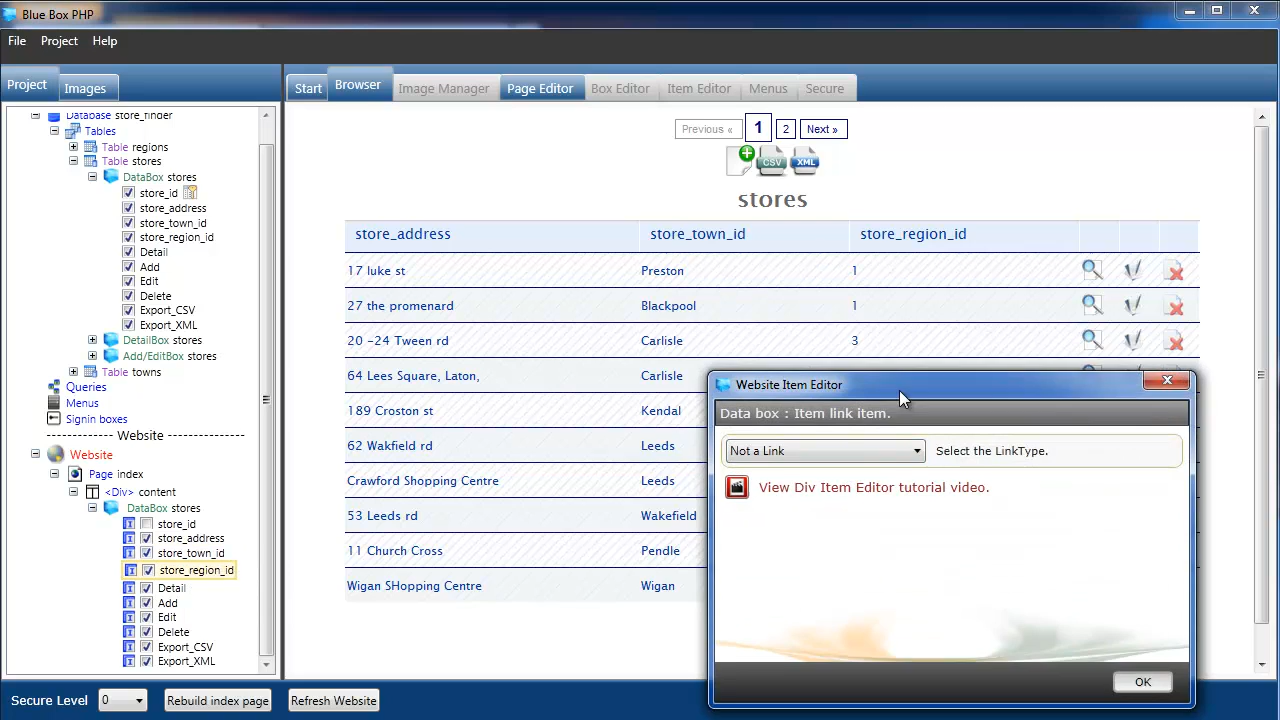 Blue Box PHP
File Project Help
Project Images
Start Browser Image Manager Page Editor Box Editor Item Editor Menus Secure
Database store_finder
Tables
Table regions
Table stores
DataBox stores
store_id
store_address
store_town_id
store_region_id
Detail
Add
Edit
Delete
Export_CSV
Export_XML
DetailBox stores
Add/EditBox stores
Table towns
Queries
Menus
Signin boxes
---------- Website ------------
Website
Page index
<Div> content
DataBox stores
store_id
store_address
store_town_id
store_region_id
Detail
Add
Edit
Delete
Export_CSV
Export_XML
Previous « 1 2 Next »
CSV XML
stores
store_address store_town_id store_region_id
17 luke st Preston 1
27 the promenard Blackpool 1
20 -24 Tween rd Carlisle 3
64 Lees Square, Laton, Carlisle
189 Croston st Kendal
62 Wakfield rd Leeds
Crawford Shopping Centre Leeds
53 Leeds rd Wakefield
11 Church Cross Pendle
Wigan SHopping Centre Wigan
Website Item Editor
Data box : Item link item.
Not a Link Select the LinkType.
View Div Item Editor tutorial video.
OK
Secure Level 0 Rebuild index page Refresh Website